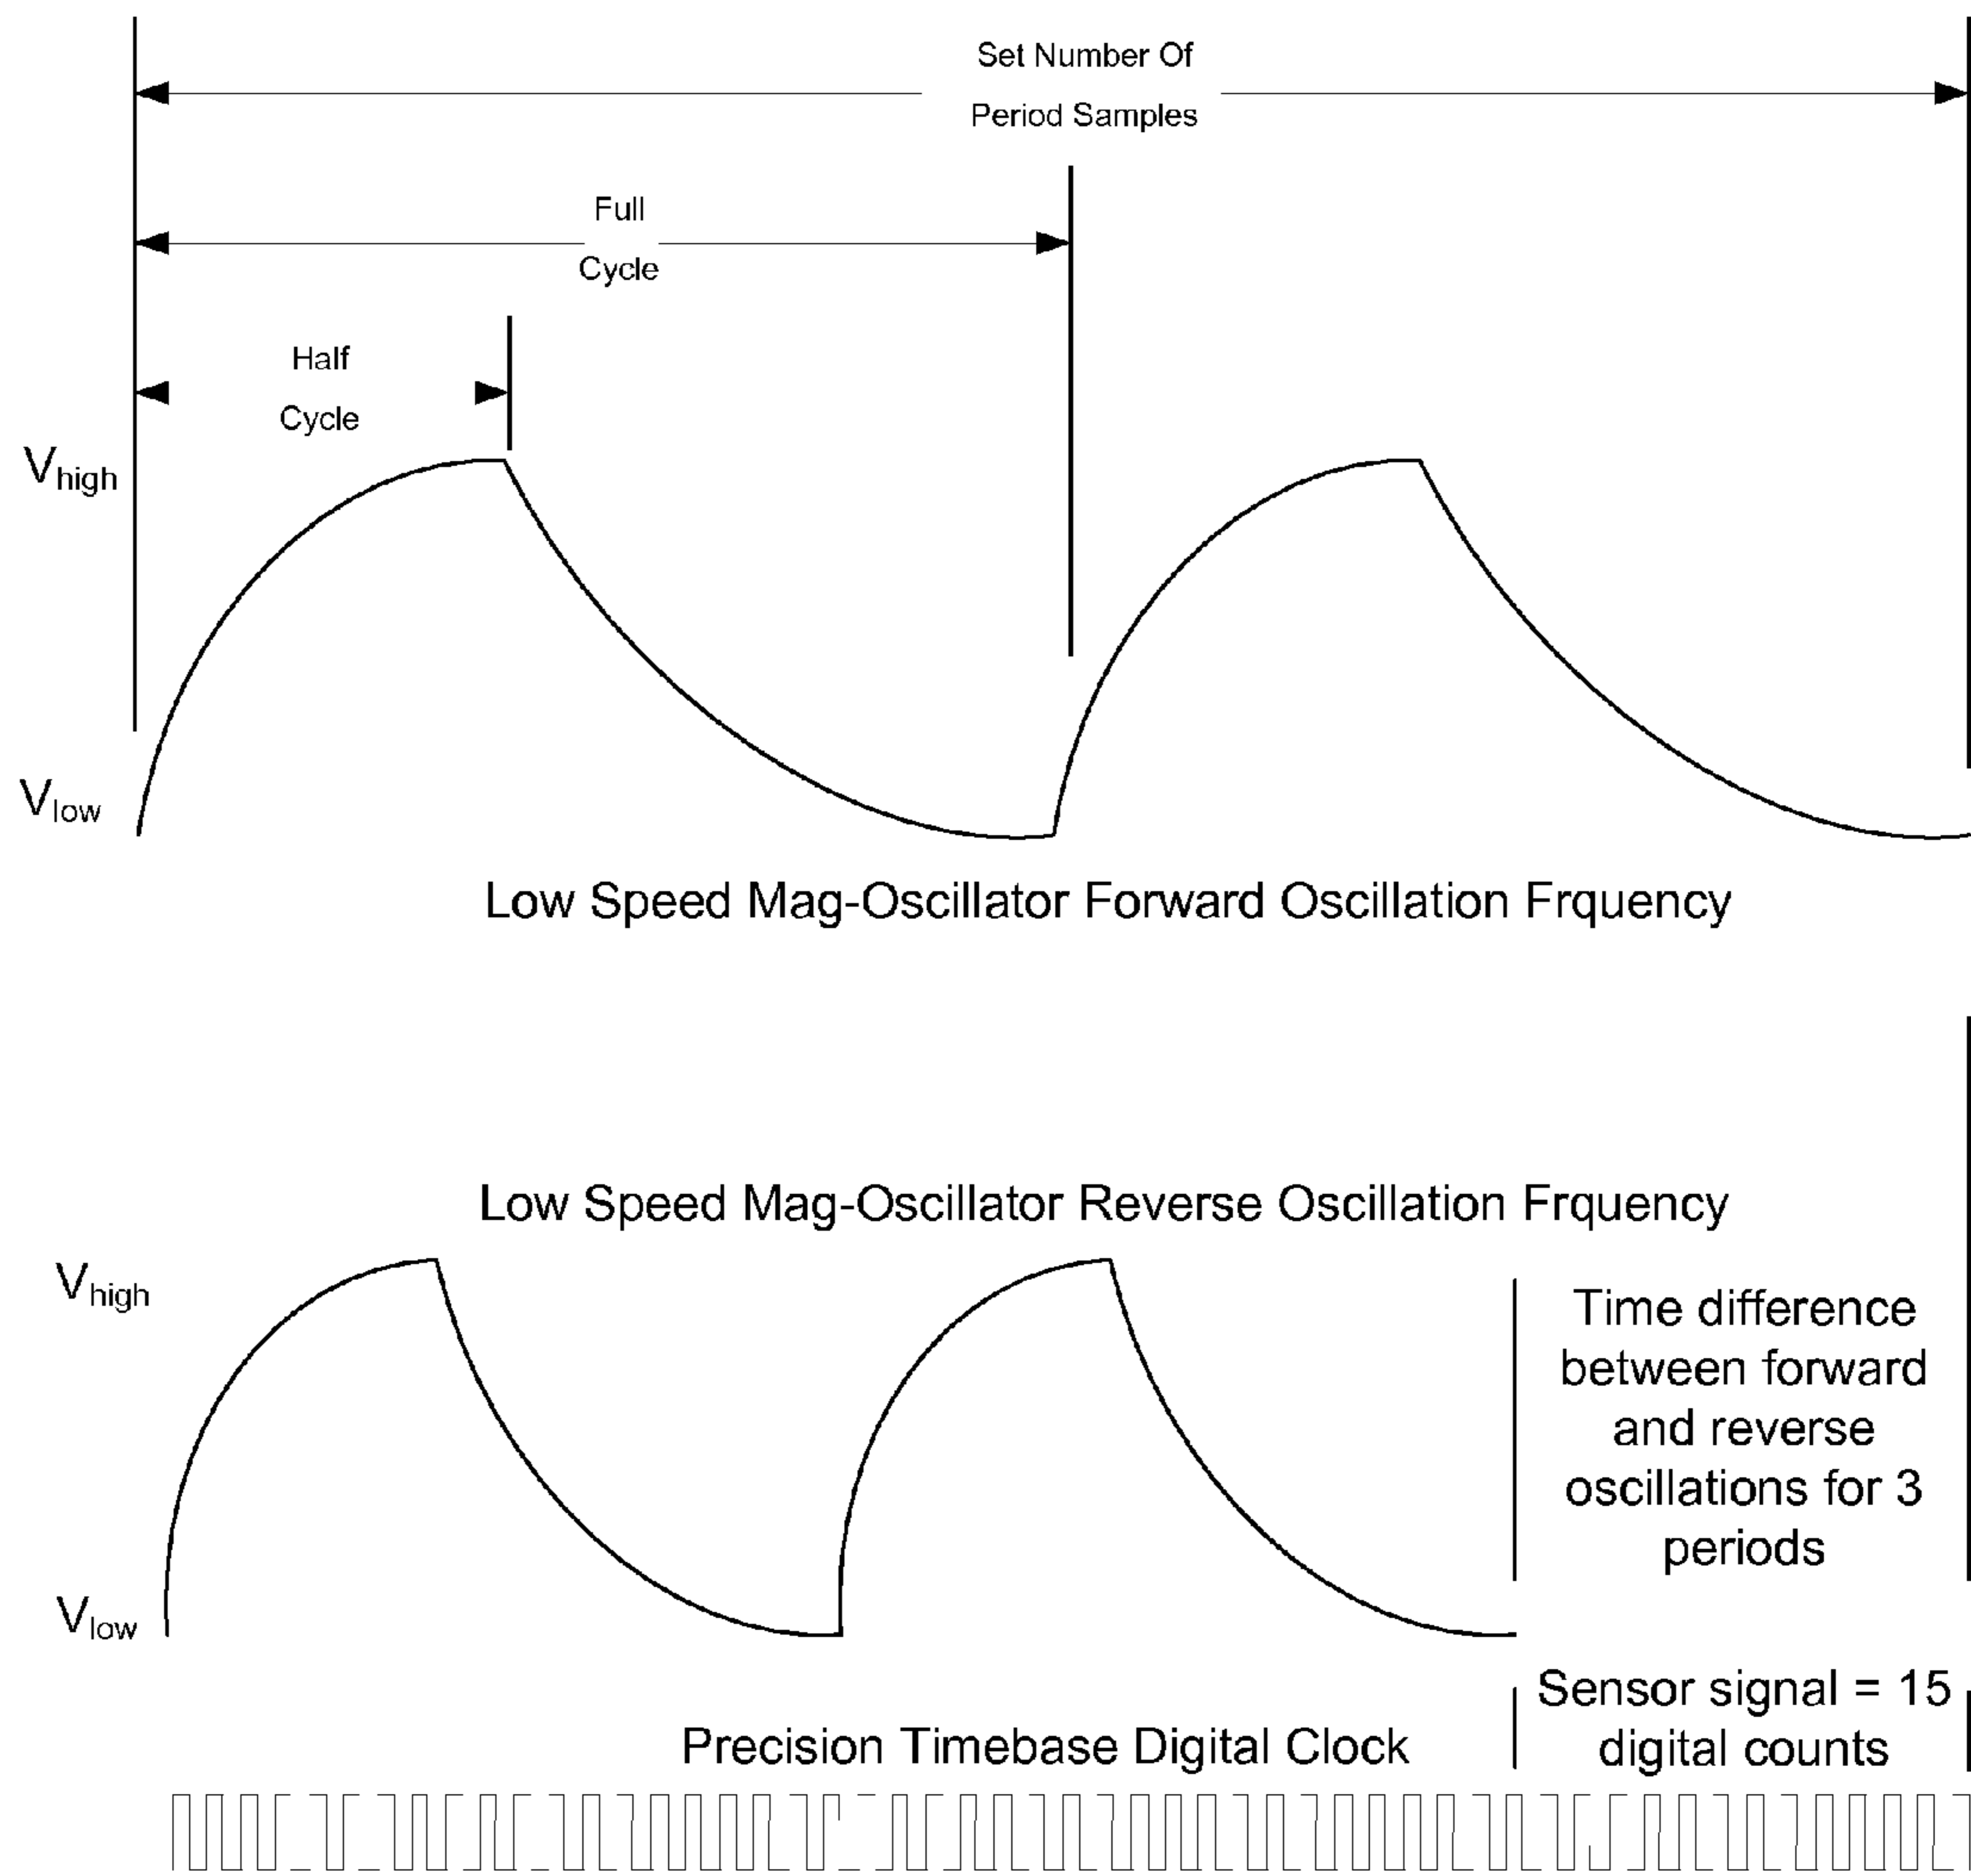 Set Number Of
Period Samples
Full
Cycle
Half
Cycle
Vhigh
Vlow
Low Speed Mag-Oscillator Forward Oscillation Frquency
Low Speed Mag-Oscillator Reverse Oscillation Frquency
Vhigh
Time difference
between forward
and reverse
oscillations for 3
periods
Vlow
Sensor signal = 15
digital counts
Precision Timebase Digital Clock